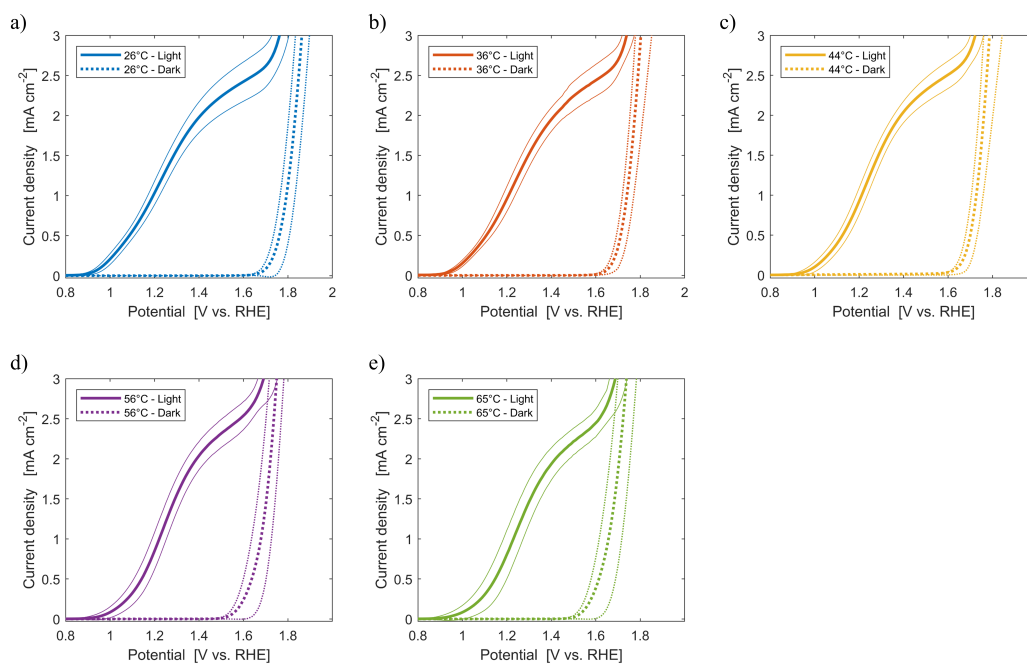 a)
3
2.5
2
1.5
1
0.5
0
0.8
1
1.2
1.4
1.6
1.8
2
Current density [mA cm⁻²]
Potential [V vs. RHE]
26°C - Light
26°C - Dark
b)
3
2.5
2
1.5
1
0.5
0
0.8
1
1.2
1.4
1.6
1.8
2
Current density [mA cm⁻²]
Potential [V vs. RHE]
36°C - Light
36°C - Dark
c)
3
2.5
2
1.5
1
0.5
0
0.8
1
1.2
1.4
1.6
1.8
Current density [mA cm⁻²]
Potential [V vs. RHE]
44°C - Light
44°C - Dark
d)
3
2.5
2
1.5
1
0.5
0
0.8
1
1.2
1.4
1.6
1.8
Current density [mA cm⁻²]
Potential [V vs. RHE]
56°C - Light
56°C - Dark
e)
3
2.5
2
1.5
1
0.5
0
0.8
1
1.2
1.4
1.6
1.8
2
Current density [mA cm⁻²]
Potential [V vs. RHE]
65°C - Light
65°C - Dark